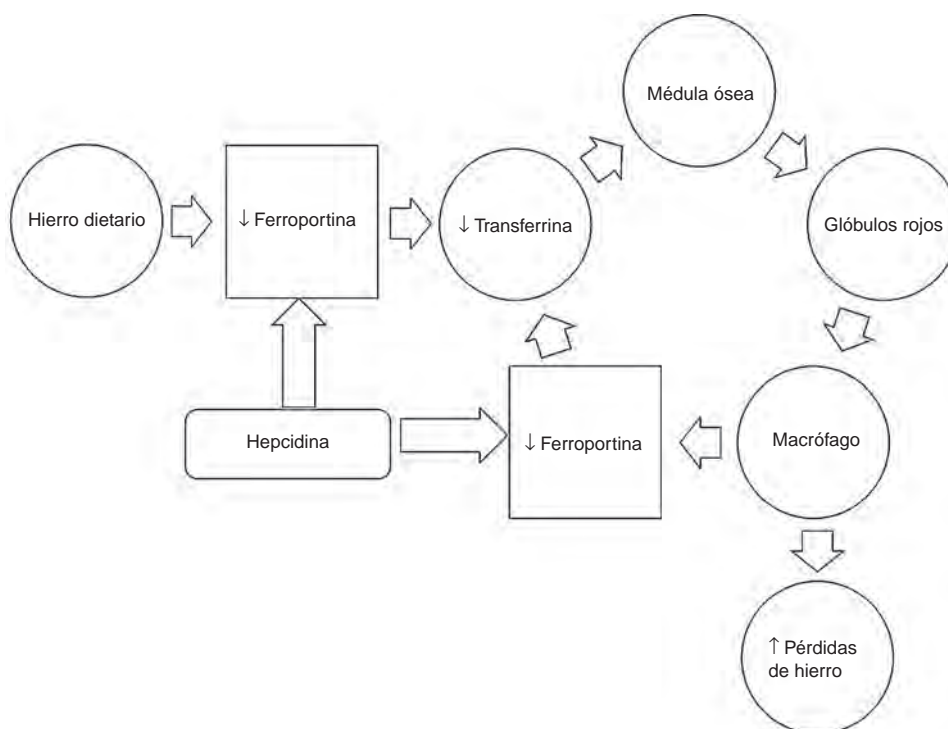 Médula ósea
Hierro dietario
↓ Ferroportina
↓ Transferrina
Glóbulos rojos
Hepcidina
↓ Ferroportina
Macrófago
↑ Pérdidas
de hierro